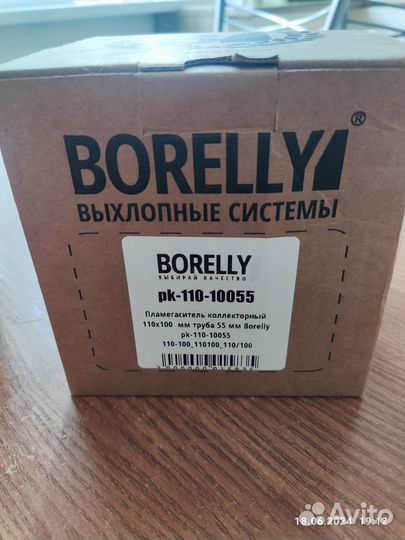 BORELLY®
ВЫХЛОПНЫЕ СИСТЕМЫ
BORELLY
ВЫБИРАЙ КАЧЕСТВО
pk-110-10055
Пламегаситель коллекторный
110x100 мм труба 55 мм Borelly
pk-110-10055
110-100_110100_110/100
18.06.2024 19:12
Avito